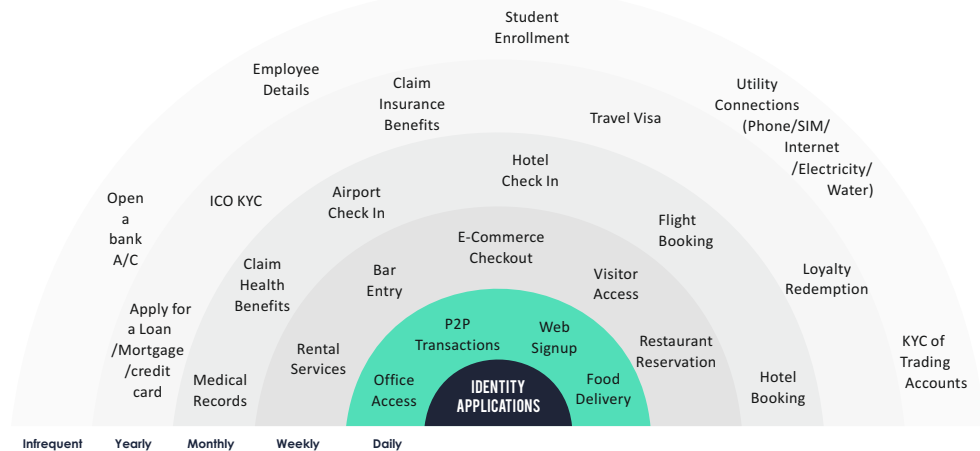 Student
Enrollment
Employee
Details
Claim
Insurance
Benefits
Utility
Connections
(Phone/SIM/
Internet
/Electricity/
Water)
Travel Visa
Hotel
Check In
Open
a
bank
A/C
ICO KYC
Airport
Check In
Flight
Booking
E-Commerce
Checkout
Claim
Health
Benefits
Bar
Entry
Visitor
Access
Loyalty
Redemption
Apply for
a Loan
/Mortgage
/credit
card
P2P
Transactions
Web
Signup
Rental
Services
Restaurant
Reservation
KYC of
Trading
Accounts
Medical
Records
Office
Access
IDENTITY
APPLICATIONS
Food
Delivery
Hotel
Booking
Infrequent Yearly Monthly Weekly Daily